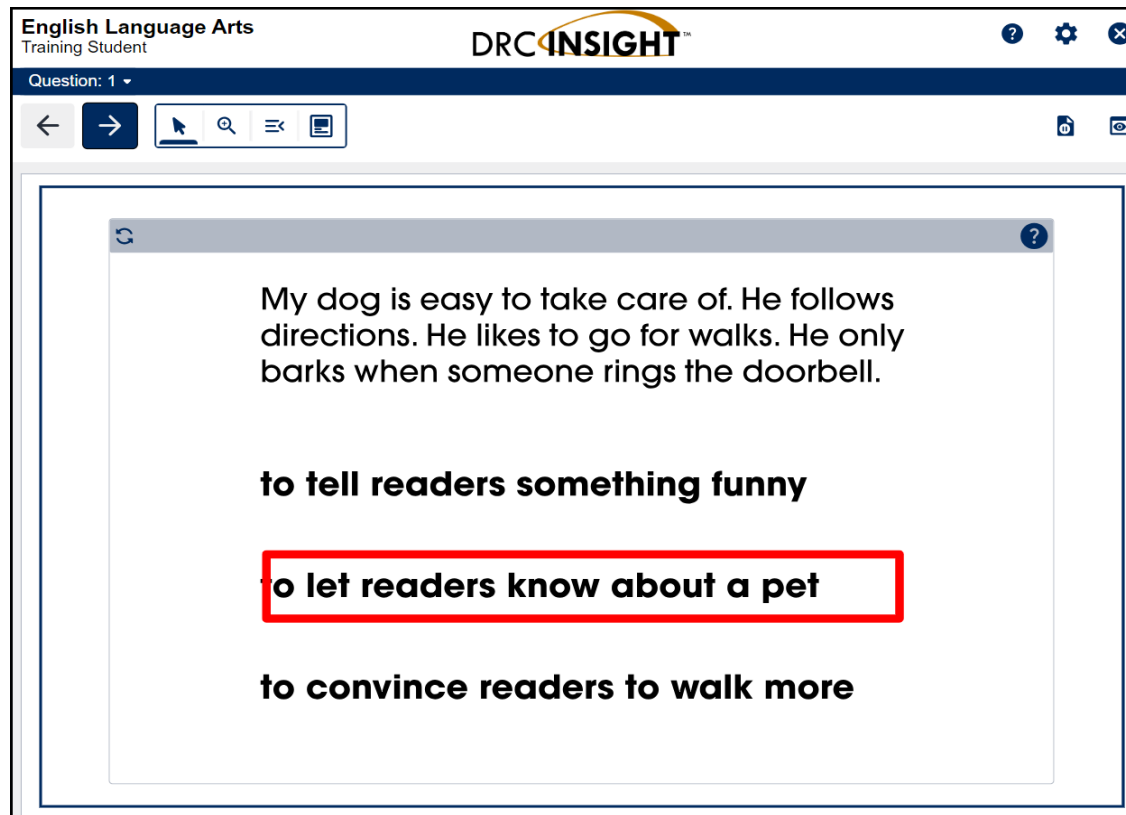 English Language Arts
Training Student
DRC INSIGHT™
Question: 1
My dog is easy to take care of. He follows
directions. He likes to go for walks. He only
barks when someone rings the doorbell.
to tell readers something funny
to let readers know about a pet
to convince readers to walk more